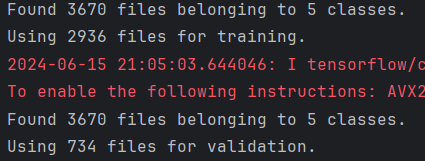 Found 3670 files belonging to 5 classes.
Using 2936 files for training.
2024-06-15 21:05:03.644046: I tensorflow/c
To enable the following instructions: AVX2
Found 3670 files belonging to 5 classes.
Using 734 files for validation.